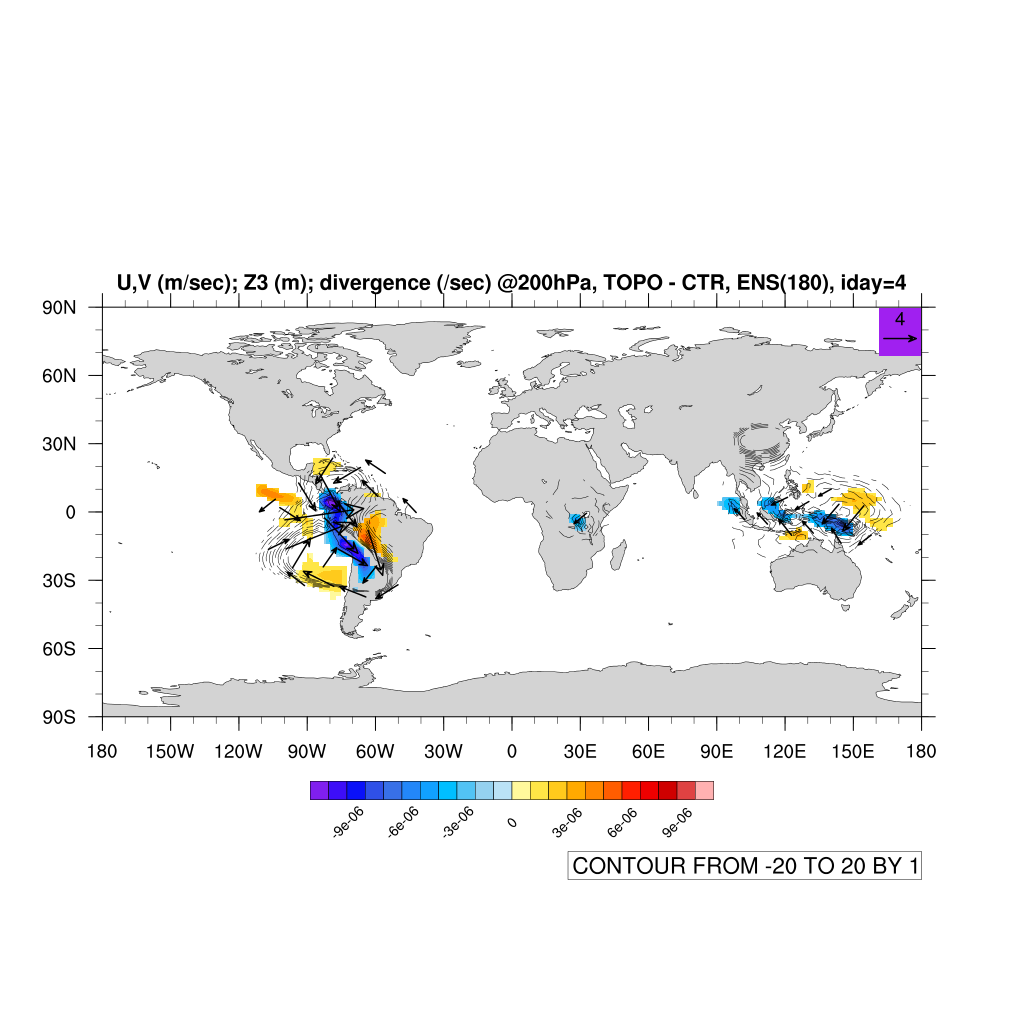 U,V (m/sec); Z3 (m); divergence (/sec) @200hPa, TOPO - CTR, ENS(180), iday=4
4
90N
60N
30N
0
30S
60S
90S
180 150W 120W 90W 60W 30W 0 30E 60E 90E 120E 150E 180
-9e-06 -6e-06 -3e-06 0 3e-06 6e-06 9e-06
CONTOUR FROM -20 TO 20 BY 1